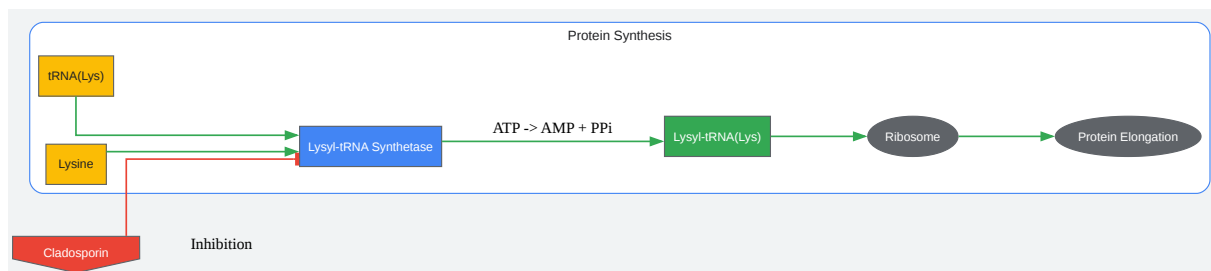 Protein Synthesis
tRNA(Lys)
Lysine
Lysyl-tRNA Synthetase
ATP -> AMP + PPi
Lysyl-tRNA(Lys)
Ribosome
Protein Elongation
Cladosporin
Inhibition